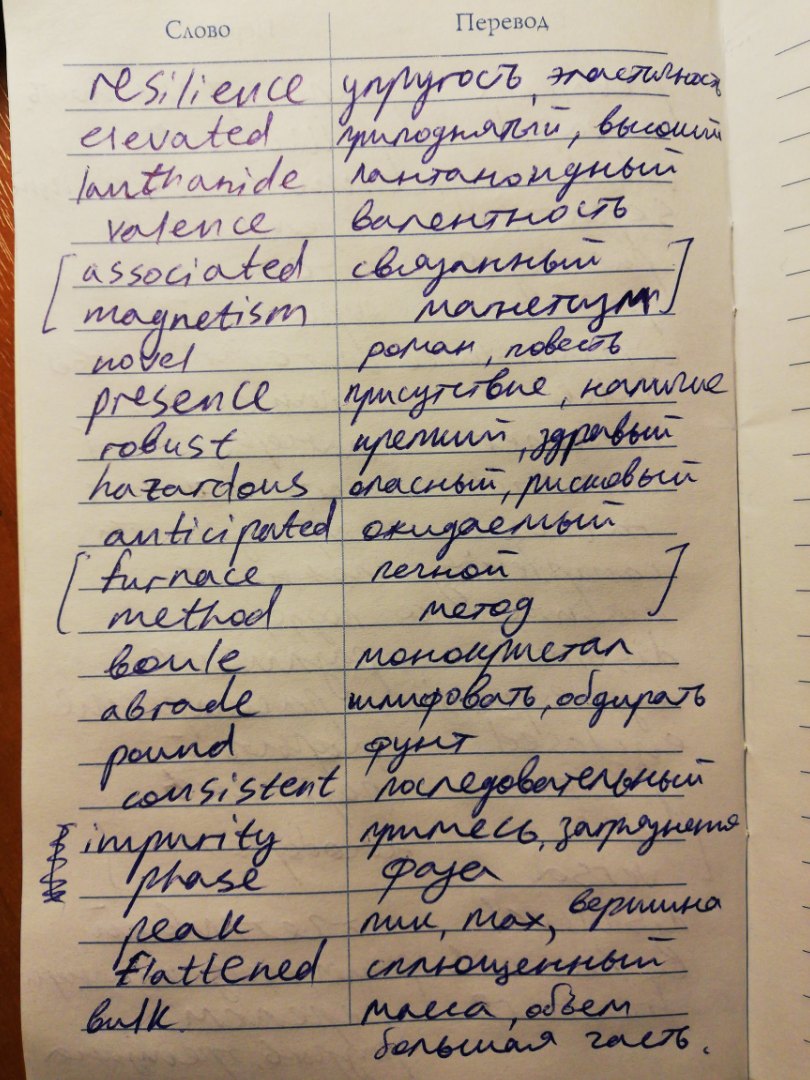 Слово Перевод
resilience упругость, эластичность
elevated приподнятый, высокий
lanthanide лантаноидный
valence валентность
[ associated связанный ]
magnetism магнетизм
novel роман, повесть
presence присутствие, наличие
robust крепкий, здравый
hazardous опасный, рисковый
anticipated ожидаемый
[ furnace печной ]
method метод
boule монокристал
abrade шлифовать, обдирать
pound фунт
consistent последовательный
impurity примесь, загрязнение
phase фаза
peak пик, max, вершина
flattened сплющенный
bulk масса, объем
большая часть.